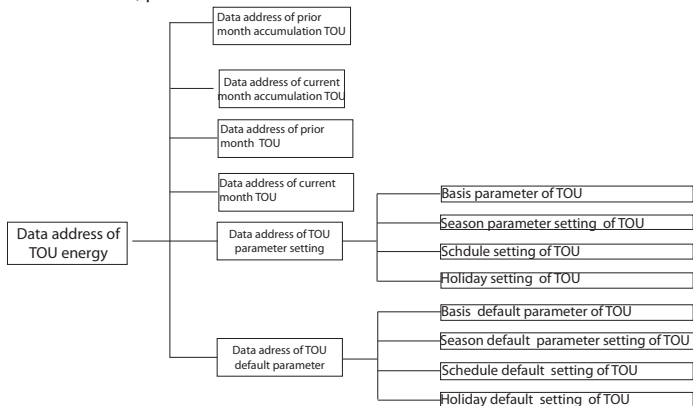 Data address of prior
month accumulation TOU
Data address of current
month accumulation TOU
Data address of prior
month TOU
Data address of current
month TOU
Data address of
TOU energy
Data address of TOU
parameter setting
Basis parameter of TOU
Season parameter setting of TOU
Schdule setting of TOU
Holiday setting of TOU
Data adress of TOU
default parameter
Basis default parameter of TOU
Season default parameter setting of TOU
Schedule default setting of TOU
Holiday default setting of TOU